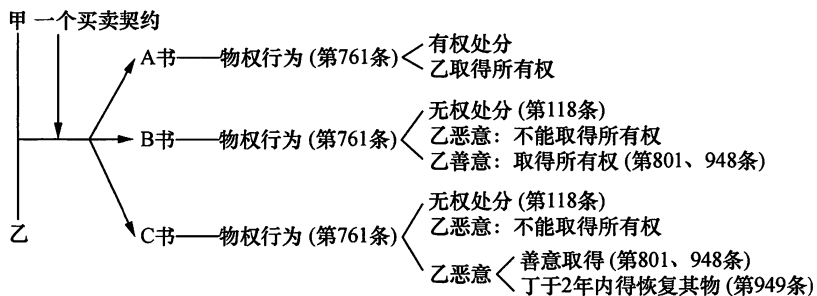 甲 一个买卖契约
A书——物权行为 (第761条)
有权处分
乙取得所有权
B书——物权行为 (第761条)
无权处分 (第118条)
乙恶意：不能取得所有权
乙善意：取得所有权 (第801、948条)
乙
C书——物权行为 (第761条)
无权处分 (第118条)
乙恶意：不能取得所有权
乙恶意
善意取得 (第801、948条)
丁于2年内得恢复其物 (第949条)